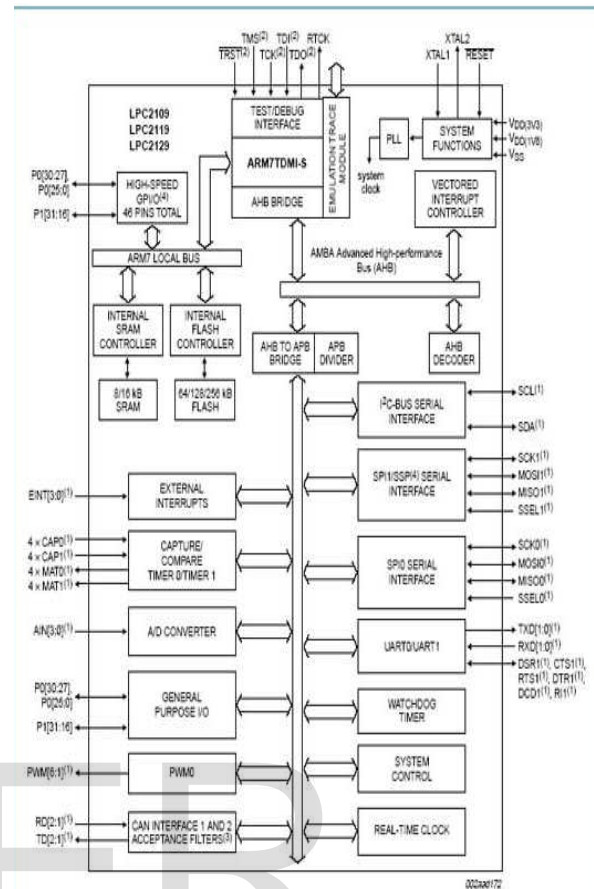 TMS(2) TDI(2) RTCK
TRST(2) TCK(2) TDO(2)
XTAL2
XTAL1 RESET
LPC2109
LPC2119
LPC2129
TEST/DEBUG
INTERFACE
ARM7TDMI-S
AHB BRIDGE
EMULATION TRACE
MODULE
PLL
system
clock
SYSTEM
FUNCTIONS
VDD(3V3)
VDD(1V8)
VSS
VECTORED
INTERRUPT
CONTROLLER
P0[30:27],
P0[25:0]
P1[31:16]
HIGH-SPEED
GPI/O(4)
46 PINS TOTAL
ARM7 LOCAL BUS
AMBA Advanced High-performance
Bus (AHB)
INTERNAL
SRAM
CONTROLLER
INTERNAL
FLASH
CONTROLLER
8/16 kB
SRAM
64/128/256 kB
FLASH
AHB TO APB
BRIDGE
APB
DIVIDER
AHB
DECODER
I2C-BUS SERIAL
INTERFACE
SCL(1)
SDA(1)
SPI1/SSP(4) SERIAL
INTERFACE
SCK1(1)
MOSI1(1)
MISO1(1)
SSEL1(1)
EINT[3:0](1)
EXTERNAL
INTERRUPTS
4 × CAP0(1)
4 × CAP1(1)
4 × MAT0(1)
4 × MAT1(1)
CAPTURE/
COMPARE
TIMER 0/TIMER 1
SPI0 SERIAL
INTERFACE
SCK0(1)
MOSI0(1)
MISO0(1)
SSEL0(1)
AIN[3:0](1)
A/D CONVERTER
UART0/UART1
TXD[1:0](1)
RXD[1:0](1)
DSR1(1), CTS1(1),
RTS1(1), DTR1(1),
DCD1(1), RI1(1)
P0[30:27],
P0[25:0]
P1[31:16]
GENERAL
PURPOSE I/O
WATCHDOG
TIMER
PWM[6:1](1)
PWM0
SYSTEM
CONTROL
RD[2:1](1)
TD[2:1](1)
CAN INTERFACE 1 AND 2
ACCEPTANCE FILTERS(3)
REAL-TIME CLOCK
002aad172
ER